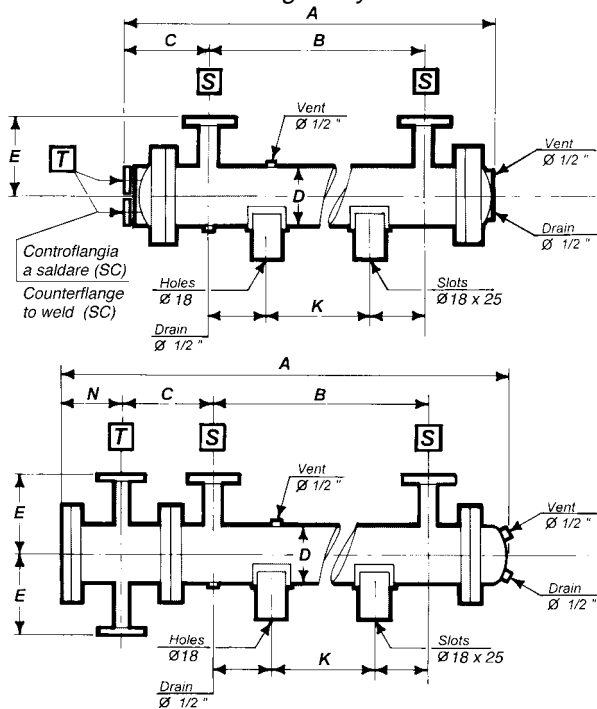 A
C
B
S
S
Vent
Ø 1/2 "
Vent
Ø 1/2 "
E
T
D
Drain
Ø 1/2 "
Controflangia
a saldare (SC)
Counterflange
to weld (SC)
Holes
Ø 18
K
Slots
Ø 18 x 25
Drain
Ø 1/2 "
A
N
C
B
T
S
S
Vent
Ø 1/2 "
Vent
Ø 1/2 "
E
D
E
Drain
Ø 1/2 "
Holes
Ø 18
K
Slots
Ø 18 x 25
Drain
Ø 1/2 "